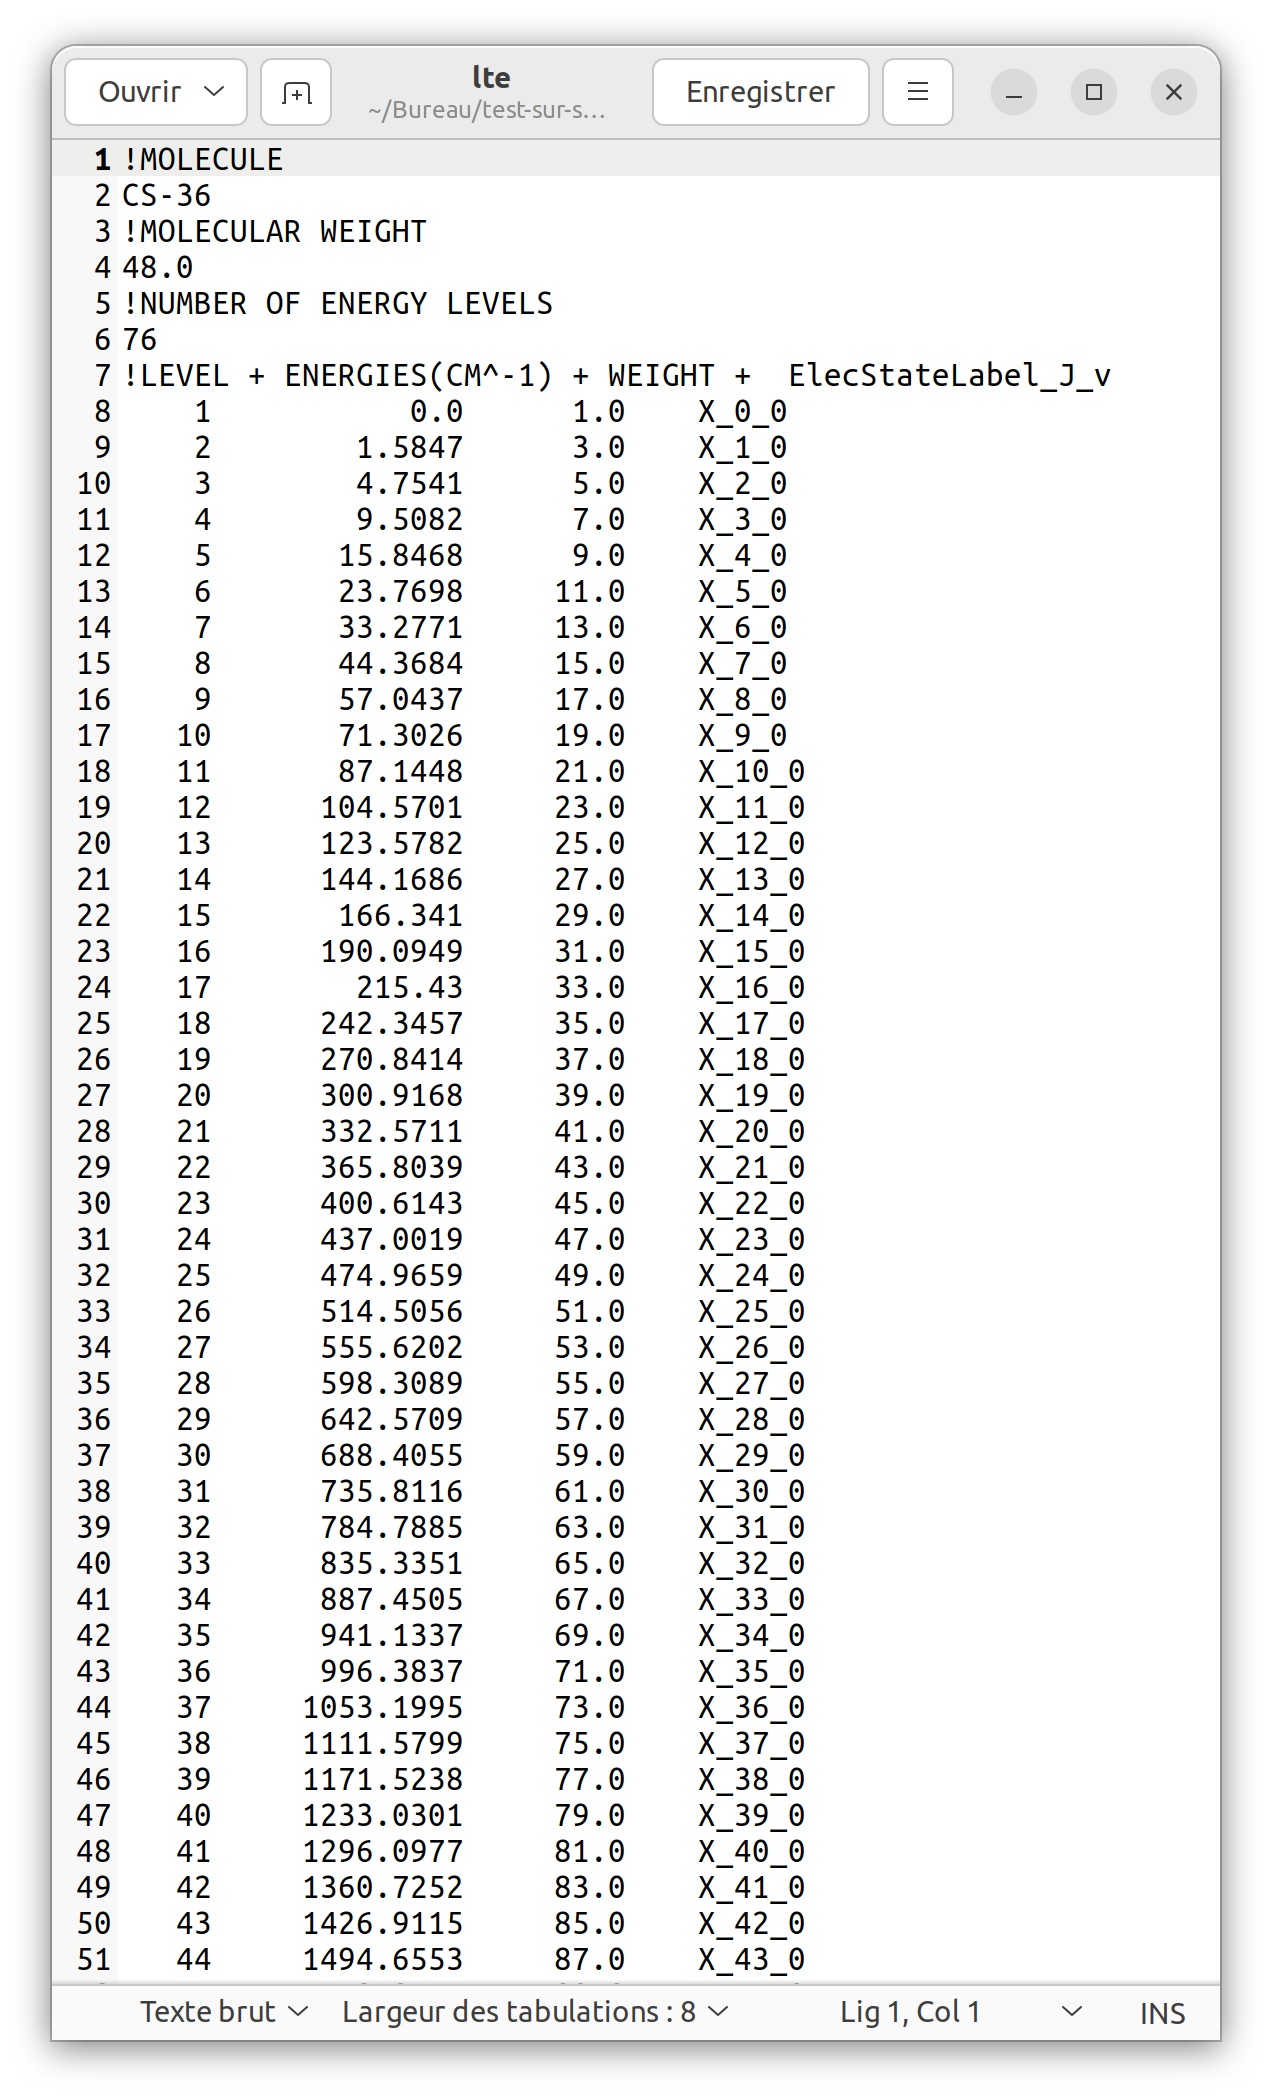 Ouvrir
lte
~/Bureau/test-sur-s...
Enregistrer
1 !MOLECULE
2 CS-36
3 !MOLECULAR WEIGHT
4 48.0
5 !NUMBER OF ENERGY LEVELS
6 76
7 !LEVEL + ENERGIES(CM^-1) + WEIGHT +  ElecStateLabel_J_v
8 1 0.0 1.0 X_0_0
9 2 1.5847 3.0 X_1_0
10 3 4.7541 5.0 X_2_0
11 4 9.5082 7.0 X_3_0
12 5 15.8468 9.0 X_4_0
13 6 23.7698 11.0 X_5_0
14 7 33.2771 13.0 X_6_0
15 8 44.3684 15.0 X_7_0
16 9 57.0437 17.0 X_8_0
17 10 71.3026 19.0 X_9_0
18 11 87.1448 21.0 X_10_0
19 12 104.5701 23.0 X_11_0
20 13 123.5782 25.0 X_12_0
21 14 144.1686 27.0 X_13_0
22 15 166.341 29.0 X_14_0
23 16 190.0949 31.0 X_15_0
24 17 215.43 33.0 X_16_0
25 18 242.3457 35.0 X_17_0
26 19 270.8414 37.0 X_18_0
27 20 300.9168 39.0 X_19_0
28 21 332.5711 41.0 X_20_0
29 22 365.8039 43.0 X_21_0
30 23 400.6143 45.0 X_22_0
31 24 437.0019 47.0 X_23_0
32 25 474.9659 49.0 X_24_0
33 26 514.5056 51.0 X_25_0
34 27 555.6202 53.0 X_26_0
35 28 598.3089 55.0 X_27_0
36 29 642.5709 57.0 X_28_0
37 30 688.4055 59.0 X_29_0
38 31 735.8116 61.0 X_30_0
39 32 784.7885 63.0 X_31_0
40 33 835.3351 65.0 X_32_0
41 34 887.4505 67.0 X_33_0
42 35 941.1337 69.0 X_34_0
43 36 996.3837 71.0 X_35_0
44 37 1053.1995 73.0 X_36_0
45 38 1111.5799 75.0 X_37_0
46 39 1171.5238 77.0 X_38_0
47 40 1233.0301 79.0 X_39_0
48 41 1296.0977 81.0 X_40_0
49 42 1360.7252 83.0 X_41_0
50 43 1426.9115 85.0 X_42_0
51 44 1494.6553 87.0 X_43_0
Texte brut
Largeur des tabulations : 8
Lig 1, Col 1
INS